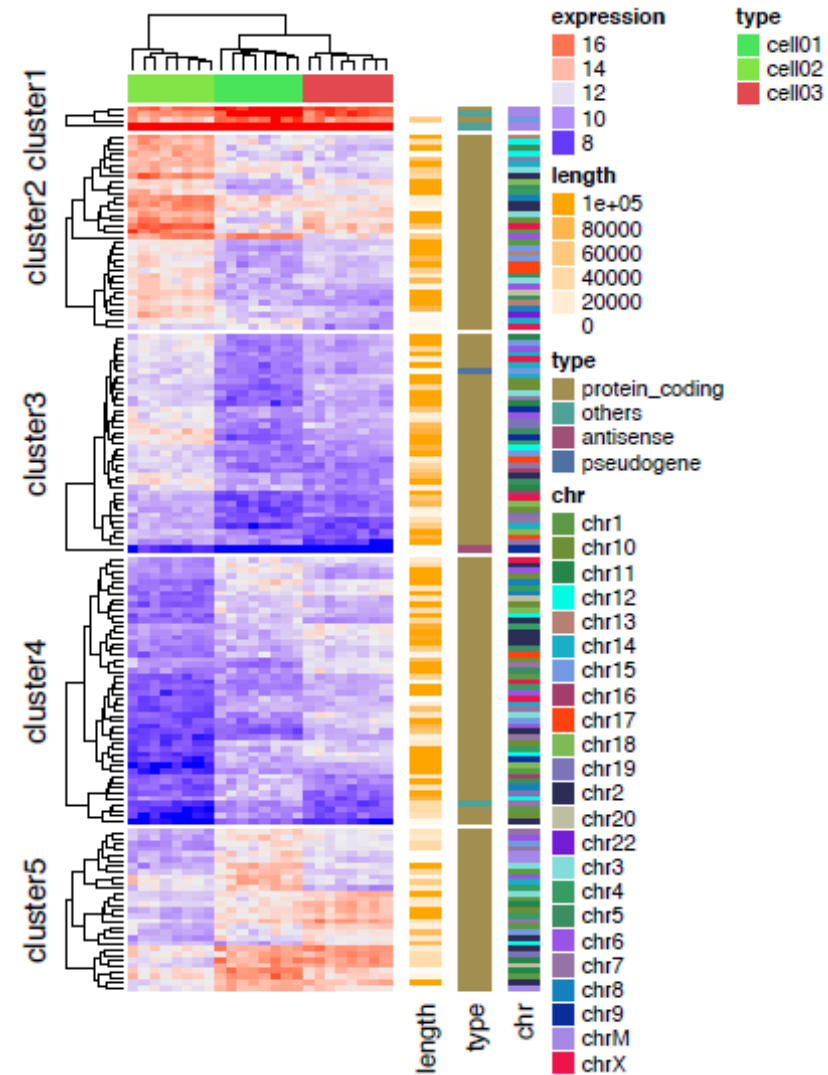 expression
16
14
12
10
8
type
cell01
cell02
cell03
cluster1
cluster2
cluster3
cluster4
cluster5
length
1e+05
80000
60000
40000
20000
0
type
protein_coding
others
antisense
pseudogene
chr
chr1
chr10
chr11
chr12
chr13
chr14
chr15
chr16
chr17
chr18
chr19
chr2
chr20
chr22
chr3
chr4
chr5
chr6
chr7
chr8
chr9
chrM
chrX
length
type
chr